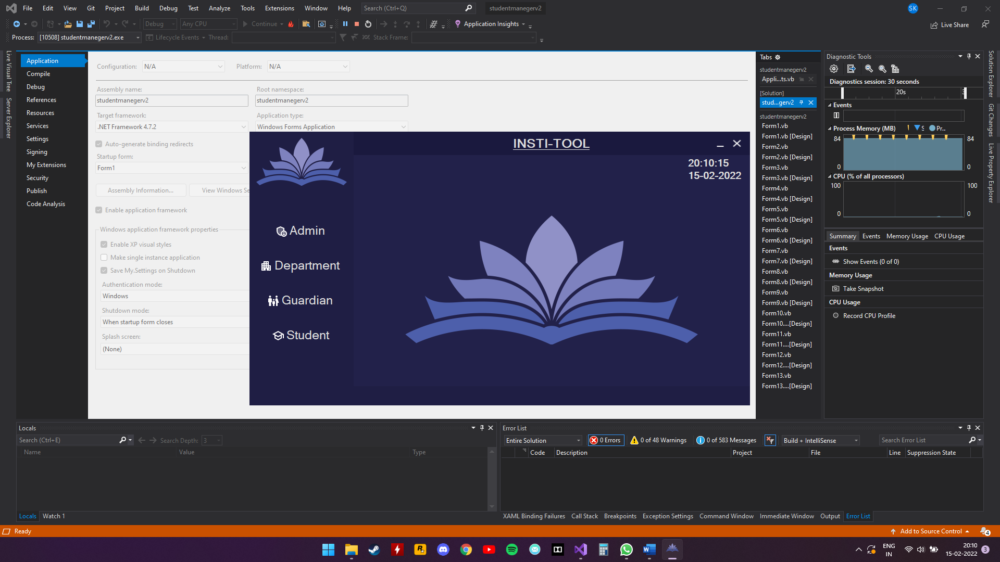 File Edit View Git Project Build Debug Test Analyze Tools Extensions Window Help Search (Ctrl+Q) studentmanegerv2 SK
Debug Any CPU Continue Application Insights Live Share
Process: [10508] studentmanegerv2.exe Lifecycle Events Thread: Stack Frame:
Live Visual Tree
Server Explorer
Application
Compile
Debug
References
Resources
Services
Settings
Signing
My Extensions
Security
Publish
Code Analysis
Configuration: N/A Platform: N/A
Assembly name: Root namespace:
studentmanegerv2 studentmanegerv2
Target framework: Application type:
.NET Framework 4.7.2 Windows Forms Application
Auto-generate binding redirects
Startup form:
Form1
Assembly Information... View Windows Se
Enable application framework
Windows application framework properties
Enable XP visual styles
Make single instance application
Save My.Settings on Shutdown
Authentication mode:
Windows
Shutdown mode:
When startup form closes
Splash screen:
(None)
INSTI-TOOL
20:10:15
15-02-2022
Admin
Department
Guardian
Student
Tabs
studentmanegerv2
Appli...ts.vb
[Solution]
stud...gerv2
studentmanegerv2
Form1.vb
Form1.vb [Design]
Form2.vb
Form2.vb [Design]
Form3.vb
Form3.vb [Design]
Form4.vb
Form4.vb [Design]
Form5.vb
Form5.vb [Design]
Form6.vb
Form6.vb [Design]
Form7.vb
Form7.vb [Design]
Form8.vb
Form8.vb [Design]
Form9.vb
Form9.vb [Design]
Form10.vb
Form10....[Design]
Form11.vb
Form11....[Design]
Form12.vb
Form12....[Design]
Form13.vb
Form13....[Design]
Diagnostic Tools
Diagnostics session: 30 seconds
20s
Events
Process Memory (MB) S Pr...
84 84
0 0
CPU (% of all processors)
100 100
0 0
Summary Events Memory Usage CPU Usage
Events
Show Events (0 of 0)
Memory Usage
Take Snapshot
CPU Usage
Record CPU Profile
Solution Explorer
Git Changes
Live Property Explorer
Locals
Search (Ctrl+E) Search Depth: 3
Name Value Type
Locals Watch 1
Error List
Entire Solution 0 Errors 0 of 48 Warnings 0 of 583 Messages Build + IntelliSense Search Error List
Code Description Project File Line Suppression State
XAML Binding Failures Call Stack Breakpoints Exception Settings Command Window Immediate Window Output Error List
Ready Add to Source Control 4
ENG
IN
20:10
15-02-2022
3